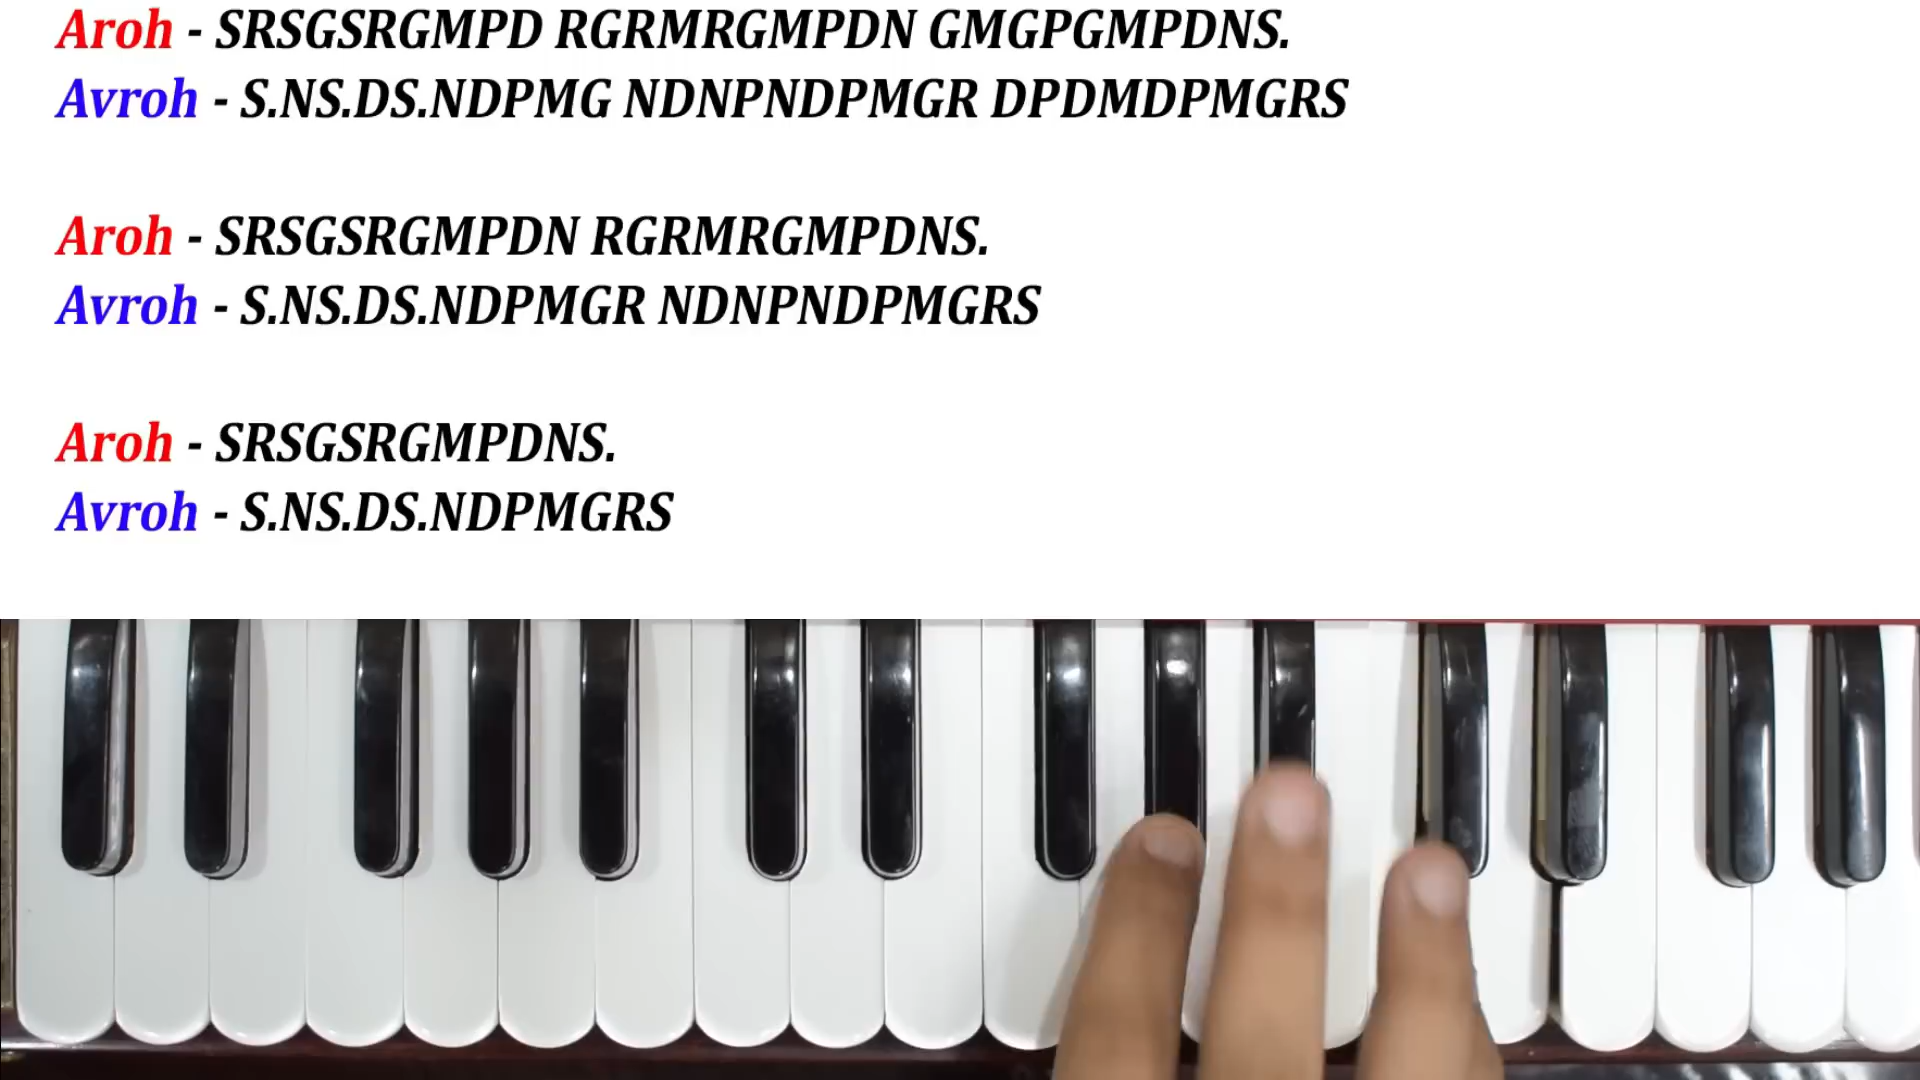 Aroh - SRSGSRGMPD RGRMRGMPDN GMGPGMPDNS.
Avroh - S.NS.DS.NDPMG NDNPNDPMGR DPDMDPMGRS
Aroh - SRSGSRGMPDN RGRMRGMPDNS.
Avroh - S.NS.DS.NDPMGR NDNPNDPMGRS
Aroh - SRSGSRGMPDNS.
Avroh - S.NS.DS.NDPMGRS